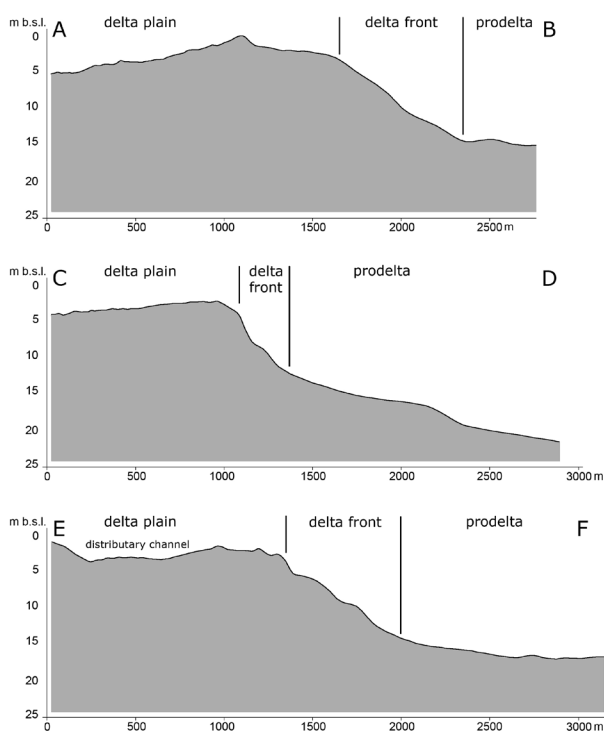 m b.s.l. A delta plain delta front B prodelta
0
5
10
15
20
25
0 500 1000 1500 2000 2500 m
m b.s.l. C delta plain delta front prodelta D
0
5
10
15
20
25
0 500 1000 1500 2000 2500 3000 m
m b.s.l. E delta plain delta front prodelta F
0
distributary channel
5
10
15
20
25
0 500 1000 1500 2000 2500 3000 m